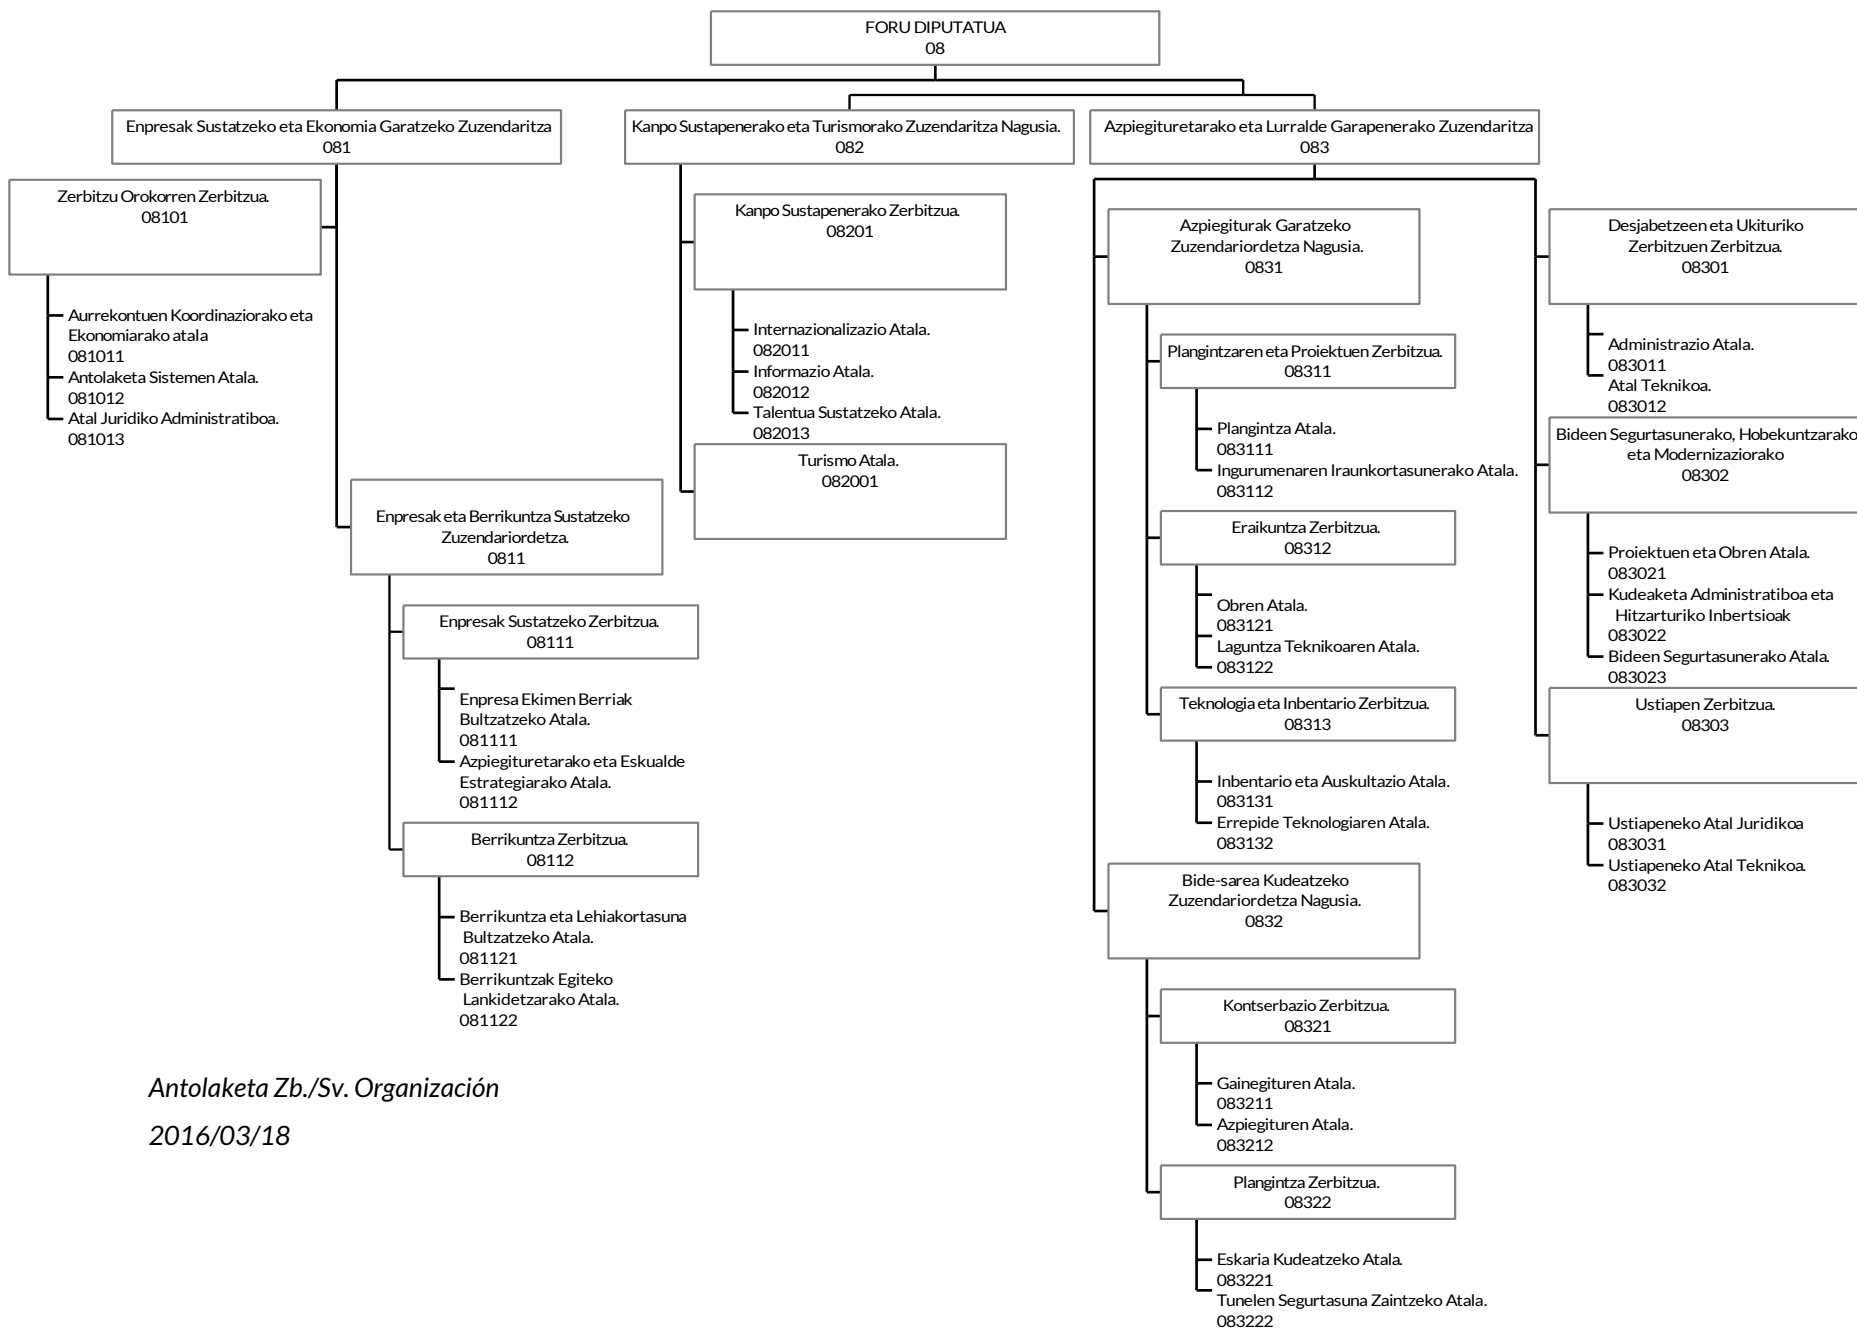 FORU DIPUTATUA
08
Enpresak Sustatzeko eta Ekonomia Garatzeko Zuzendaritza
081
Zerbitzu Orokorren Zerbitzua.
08101
Aurrekontuen Koordinaziorako eta
Ekonomiarako atala
081011
Antolaketa Sistemen Atala.
081012
Atal Juridiko Administratiboa.
081013
Enpresak eta Berrikuntza Sustatzeko
Zuzendariordetza.
0811
Enpresak Sustatzeko Zerbitzua.
08111
Enpresa Ekimen Berriak
Bultzatzeko Atala.
081111
Azpiegituretarako eta Eskualde
Estrategiarako Atala.
081112
Berrikuntza Zerbitzua.
08112
Berrikuntza eta Lehiakortasuna
Bultzatzeko Atala.
081121
Berrikuntzak Egiteko
Lankidetzarako Atala.
081122
Kanpo Sustapenerako eta Turismorako Zuzendaritza Nagusia.
082
Kanpo Sustapenerako Zerbitzua.
08201
Internazionalizazio Atala.
082011
Informazio Atala.
082012
Talentua Sustatzeko Atala.
082013
Turismo Atala.
082001
Azpiegituretarako eta Lurralde Garapenerako Zuzendaritza
083
Azpiegiturak Garatzeko
Zuzendariordetza Nagusia.
0831
Plangintzaren eta Proiektuen Zerbitzua.
08311
Plangintza Atala.
083111
Ingurumenaren Iraunkortasunerako Atala.
083112
Eraikuntza Zerbitzua.
08312
Obren Atala.
083121
Laguntza Teknikoaren Atala.
083122
Teknologia eta Inbentario Zerbitzua.
08313
Inbentario eta Auskultazio Atala.
083131
Errepide Teknologiaren Atala.
083132
Bide-sarea Kudeatzeko
Zuzendariordetza Nagusia.
0832
Kontserbazio Zerbitzua.
08321
Gainegituren Atala.
083211
Azpiegituren Atala.
083212
Plangintza Zerbitzua.
08322
Eskaria Kudeatzeko Atala.
083221
Tunelen Segurtasuna Zaintzeko Atala.
083222
Desjabetzeen eta Ukituriko
Zerbitzuen Zerbitzua.
08301
Administrazio Atala.
083011
Atal Teknikoa.
083012
Bideen Segurtasunerako, Hobekuntzarako
eta Modernizaziorako
08302
Proiektuen eta Obren Atala.
083021
Kudeaketa Administratiboa eta
Hitzarturiko Inbertsioak
083022
Bideen Segurtasunerako Atala.
083023
Ustiapen Zerbitzua.
08303
Ustiapeneko Atal Juridikoa
083031
Ustiapeneko Atal Teknikoa.
083032
Antolaketa Zb./Sv. Organización
2016/03/18